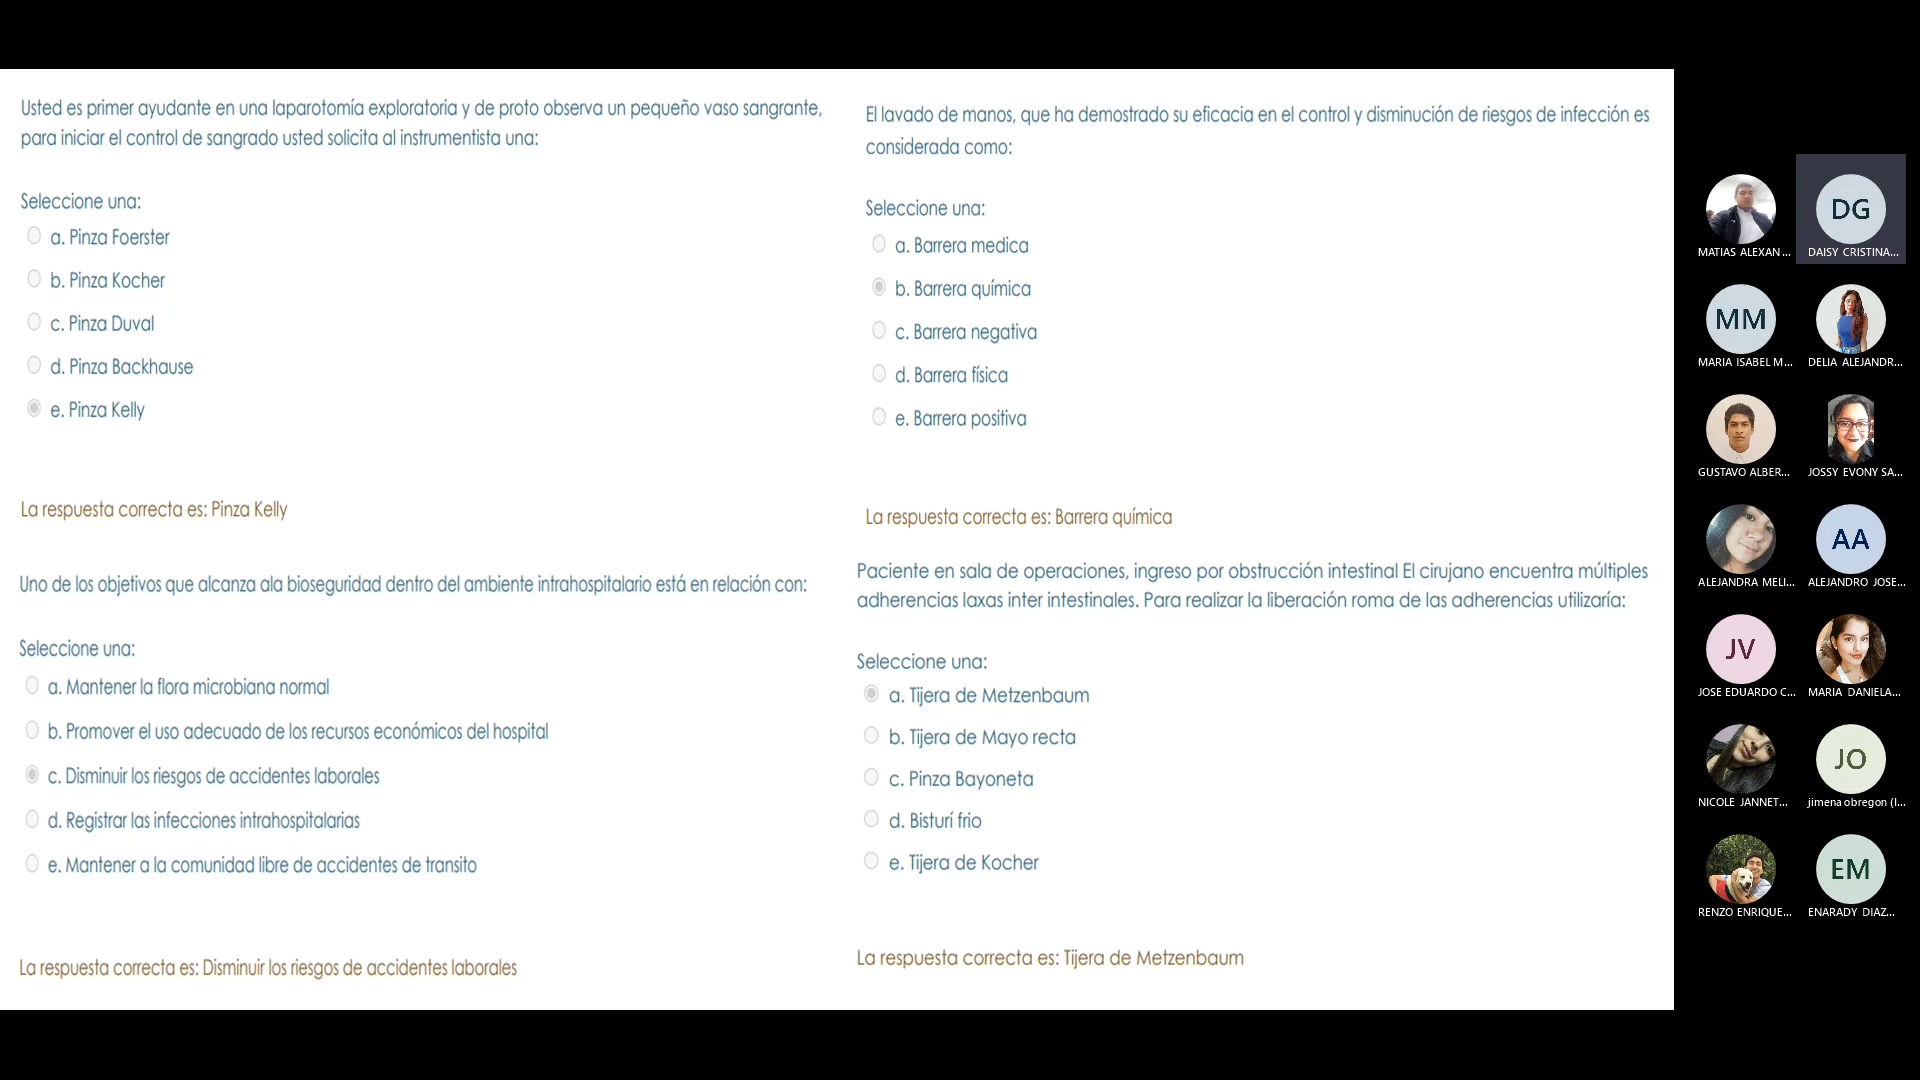 Usted es primer ayudante en una laparotomía exploratoria y de proto observa un pequeño vaso sangrante,
para iniciar el control de sangrado usted solicita al instrumentista una:
Seleccione una:
a. Pinza Foerster
b. Pinza Kocher
c. Pinza Duval
d. Pinza Backhause
e. Pinza Kelly
La respuesta correcta es: Pinza Kelly
Uno de los objetivos que alcanza ala bioseguridad dentro del ambiente intrahospitalario está en relación con:
Seleccione una:
a. Mantener la flora microbiana normal
b. Promover el uso adecuado de los recursos económicos del hospital
c. Disminuir los riesgos de accidentes laborales
d. Registrar las infecciones intrahospitalarias
e. Mantener a la comunidad libre de accidentes de transito
La respuesta correcta es: Disminuir los riesgos de accidentes laborales
El lavado de manos, que ha demostrado su eficacia en el control y disminución de riesgos de infección es
considerada como:
Seleccione una:
a. Barrera medica
b. Barrera química
c. Barrera negativa
d. Barrera física
e. Barrera positiva
La respuesta correcta es: Barrera química
Paciente en sala de operaciones, ingreso por obstrucción intestinal El cirujano encuentra múltiples
adherencias laxas inter intestinales. Para realizar la liberación roma de las adherencias utilizaría:
Seleccione una:
a. Tijera de Metzenbaum
b. Tijera de Mayo recta
c. Pinza Bayoneta
d. Bisturí frio
e. Tijera de Kocher
La respuesta correcta es: Tijera de Metzenbaum
MATIAS ALEXAN...
DG
DAISY CRISTINA...
MM
MARIA ISABEL M...
DELIA ALEJANDR...
GUSTAVO ALBER...
JOSSY EVONY SA...
ALEJANDRA MELI...
AA
ALEJANDRO JOSE...
JV
JOSE EDUARDO C...
MARIA DANIELA...
NICOLE JANNET...
JO
jimena obregon (I...
RENZO ENRIQUE...
EM
ENARADY DIAZ...